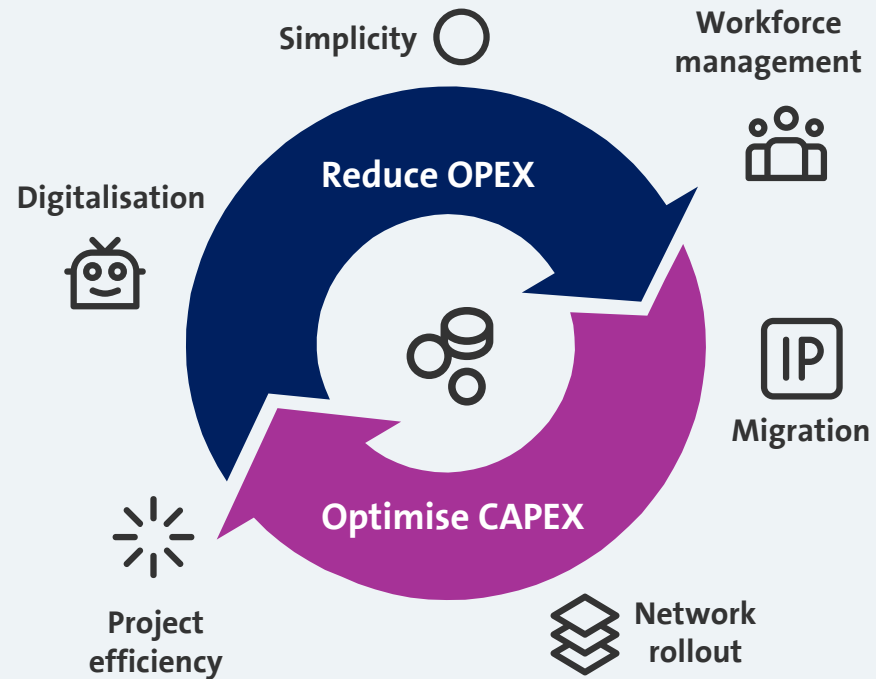 Simplicity
Workforce
management
Reduce OPEX
Digitalisation
IP
Migration
Optimise CAPEX
Project
efficiency
Network
rollout